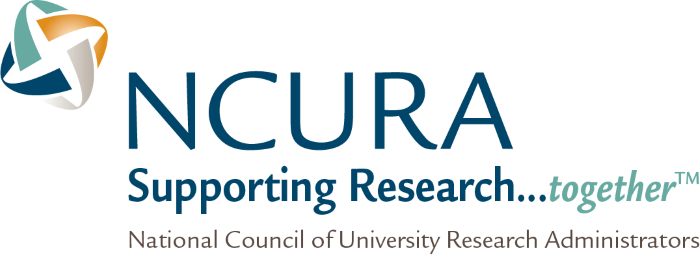 NCURA
Supporting Research...together™
National Council of University Research Administrators